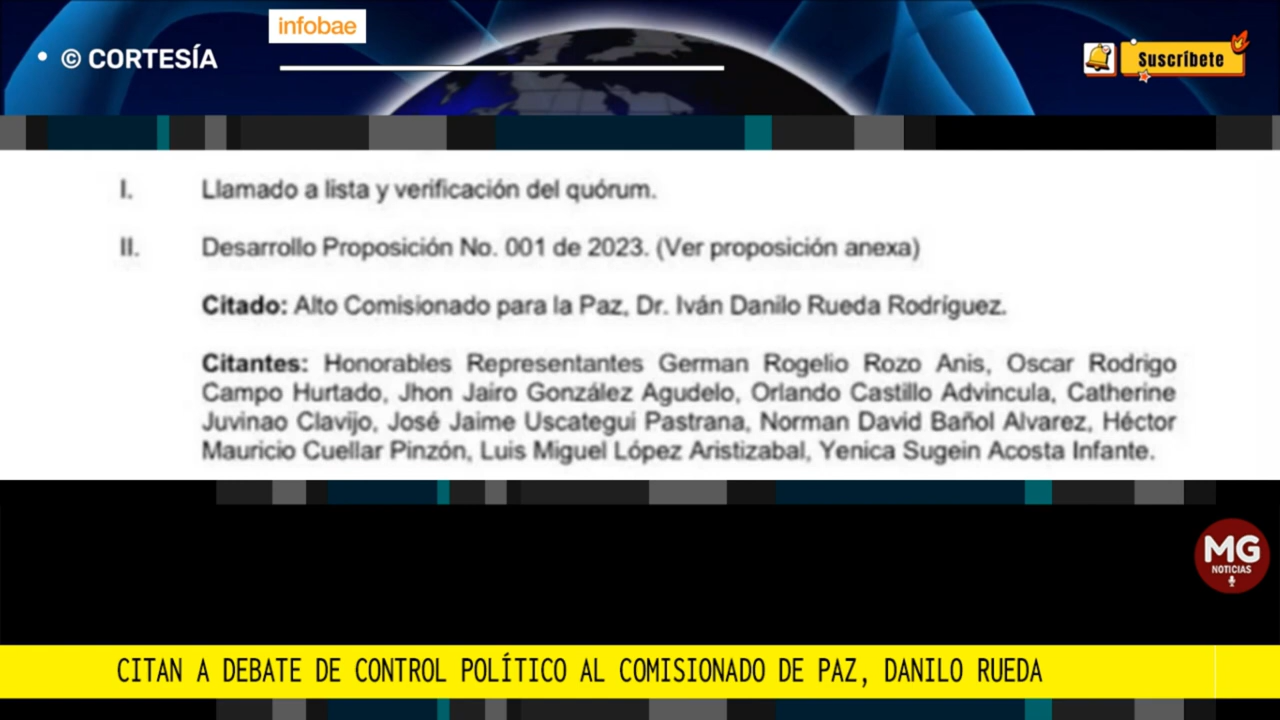 infobae
• © CORTESÍA
Suscríbete
I. Llamado a lista y verificación del quórum.
II. Desarrollo Proposición No. 001 de 2023. (Ver proposición anexa)
Citado: Alto Comisionado para la Paz, Dr. Iván Danilo Rueda Rodríguez.
Citantes: Honorables Representantes German Rogelio Rozo Anis, Oscar Rodrigo
Campo Hurtado, Jhon Jairo González Agudelo, Orlando Castillo Advincula, Catherine
Juvinao Clavijo, José Jaime Uscategui Pastrana, Norman David Bañol Alvarez, Héctor
Mauricio Cuellar Pinzón, Luis Miguel López Aristizabal, Yenica Sugein Acosta Infante.
MG
NOTICIAS
CITAN A DEBATE DE CONTROL POLÍTICO AL COMISIONADO DE PAZ, DANILO RUEDA